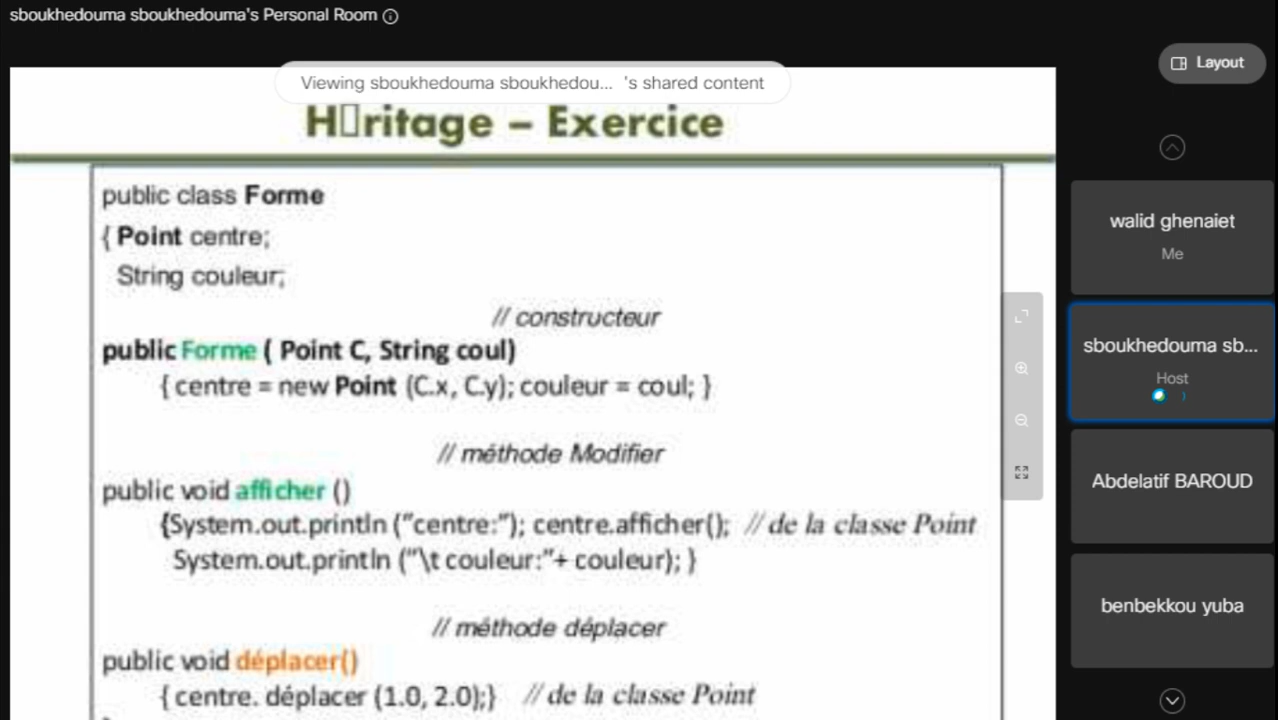 sboukhedouma sboukhedouma's Personal Room
Layout
Viewing sboukhedouma sboukhedou... 's shared content
H▯ritage – Exercice
public class Forme
{ Point centre;
String couleur;
// constructeur
public Forme ( Point C, String coul)
{ centre = new Point (C.x, C.y); couleur = coul; }
// méthode Modifier
public void afficher ()
{System.out.println ("centre:"); centre.afficher(); // de la classe Point
System.out.println ("\t couleur:"+ couleur); }
// méthode déplacer
public void déplacer()
{ centre. déplacer (1.0, 2.0);} // de la classe Point
walid ghenaiet
Me
sboukhedouma sb...
Host
Abdelatif BAROUD
benbekkou yuba